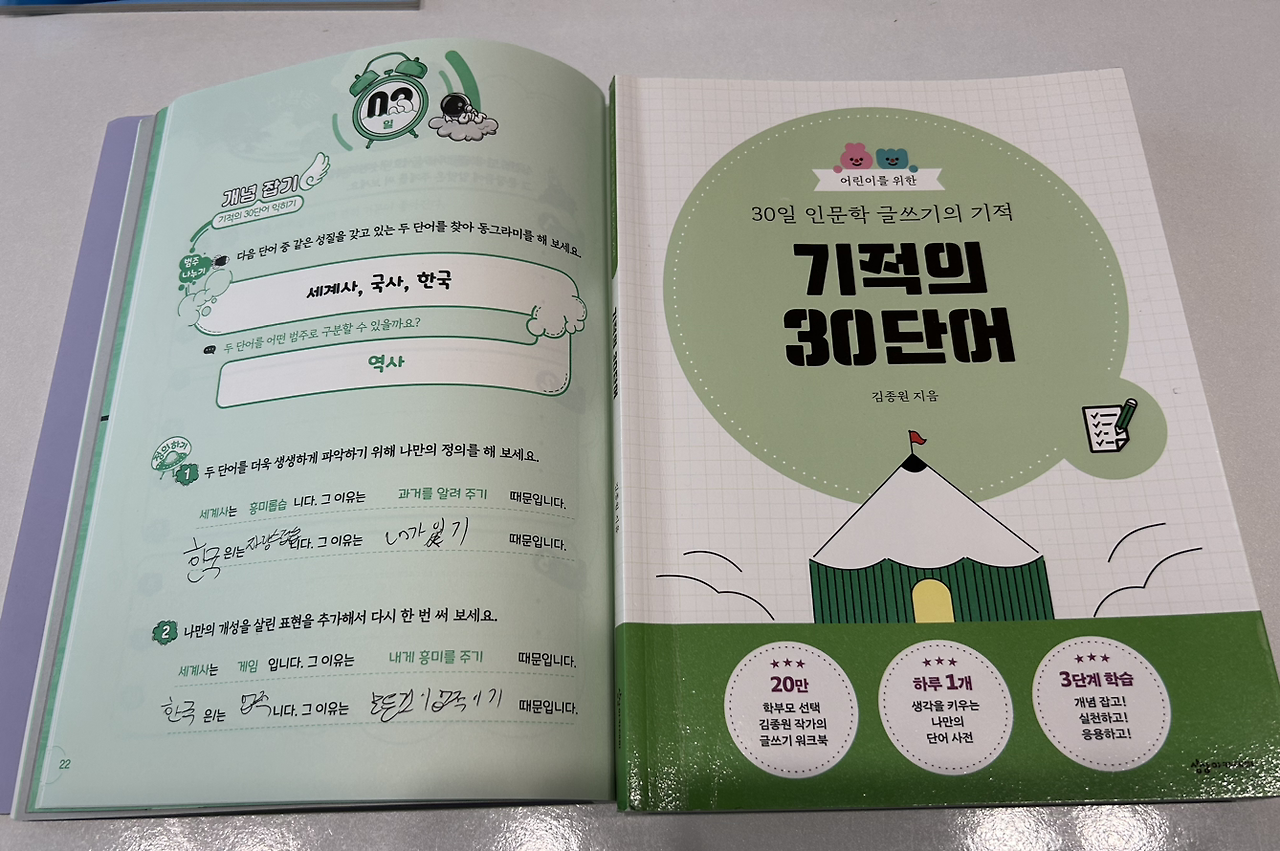 03
일
개념 잡기
기적의 30단어 익히기
범주
나누기
다음 단어 중 같은 성질을 갖고 있는 두 단어를 찾아 동그라미를 해 보세요.
세계사, 국사, 한국
두 단어를 어떤 범주로 구분할 수 있을까요?
역사
정의하기
1 두 단어를 더욱 생생하게 파악하기 위해 나만의 정의를 해 보세요.
세계사는 흥미롭습 니다. 그 이유는 과거를 알려 주기 때문입니다.
한국 은|는 니다. 그 이유는 내가 있기 때문입니다.
2 나만의 개성을 살린 표현을 추가해서 다시 한 번 써 보세요.
세계사는 게임 입니다. 그 이유는 내게 흥미를 주기 때문입니다.
한국 은|는 니다. 그 이유는 때문입니다.
22
어린이를 위한
30일 인문학 글쓰기의 기적
기적의
30단어
김종원 지음
20만
학부모 선택
김종원 작가의
글쓰기 워크북
하루 1개
생각을 키우는
나만의
단어 사전
3단계 학습
개념 잡고!
실천하고!
응용하고!